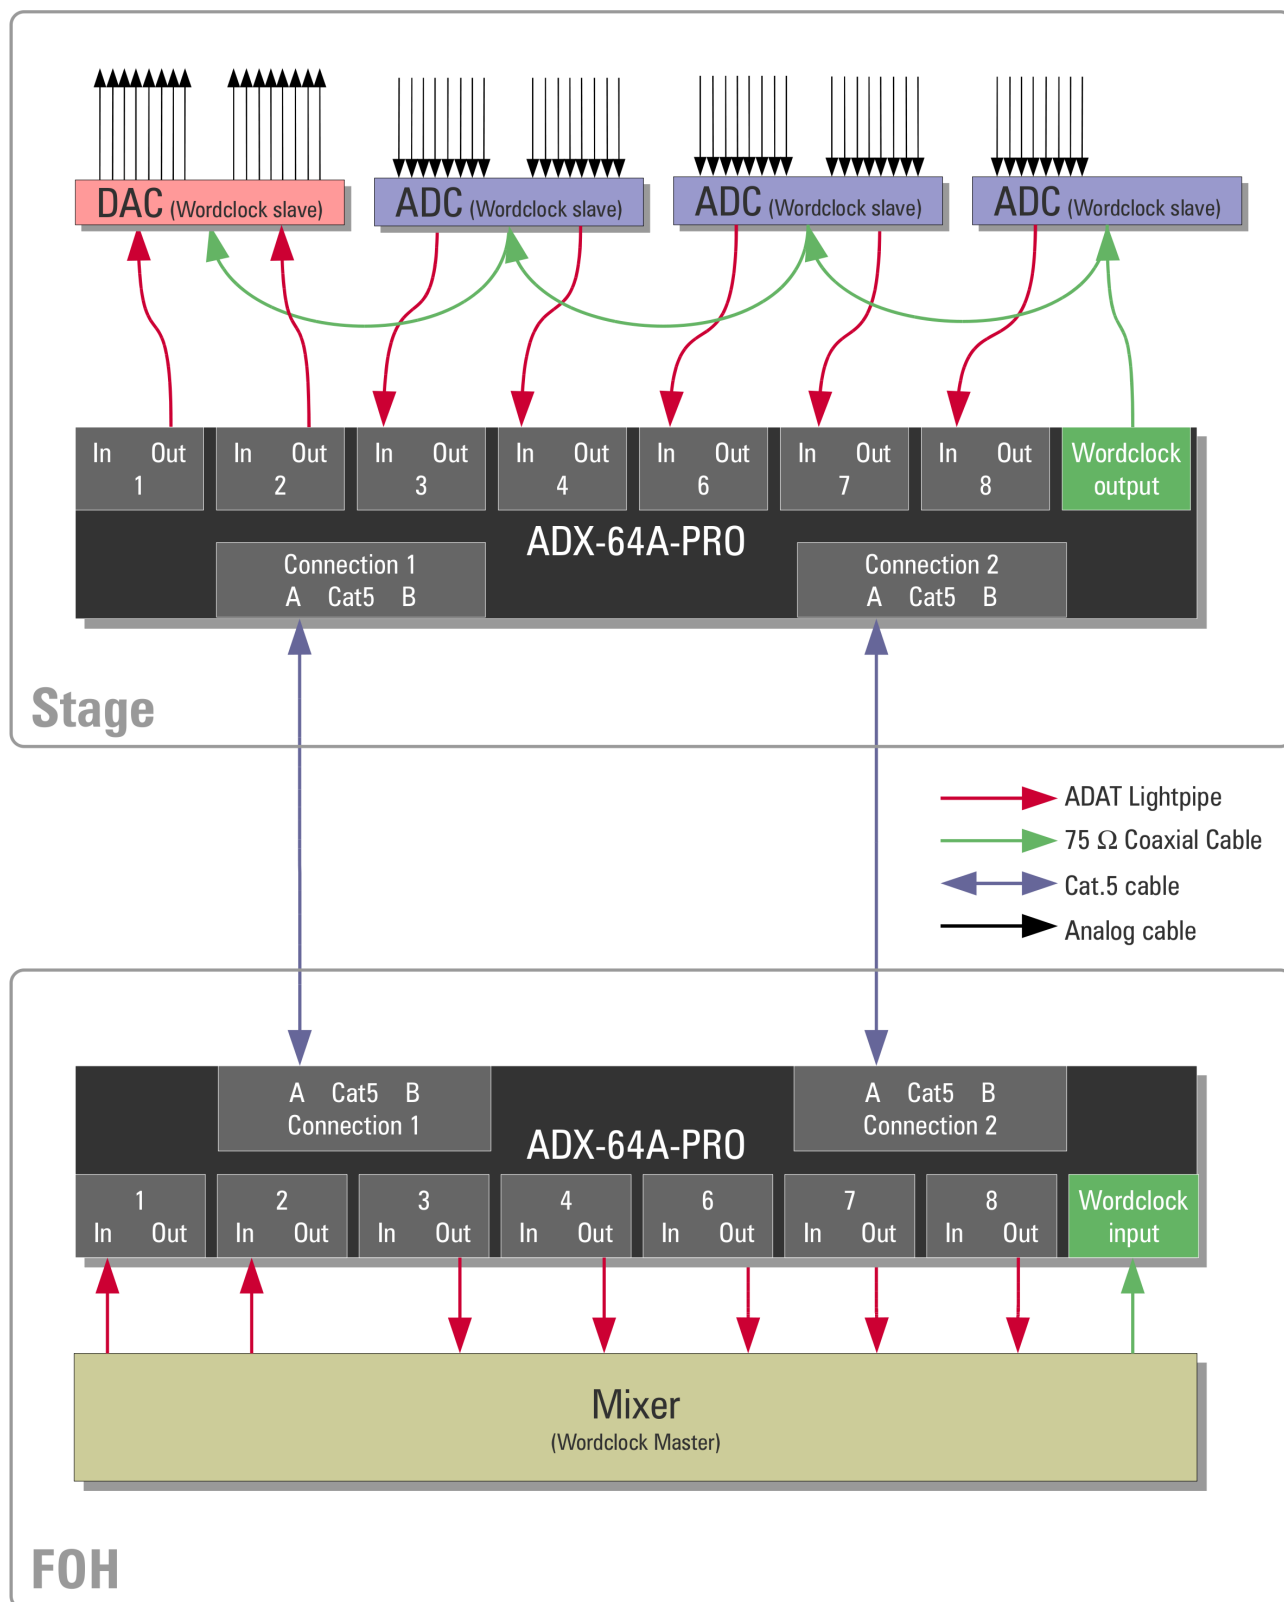 DAC (Wordclock slave)
ADC (Wordclock slave)
ADC (Wordclock slave)
ADC (Wordclock slave)
In Out
1
In Out
2
In Out
3
In Out
4
In Out
6
In Out
7
In Out
8
Wordclock
output
ADX-64A-PRO
Connection 1
A Cat5 B
Connection 2
A Cat5 B
Stage
ADAT Lightpipe
75 Ω Coaxial Cable
Cat.5 cable
Analog cable
A Cat5 B
Connection 1
A Cat5 B
Connection 2
ADX-64A-PRO
1
In Out
2
In Out
3
In Out
4
In Out
6
In Out
7
In Out
8
In Out
Wordclock
input
Mixer
(Wordclock Master)
FOH